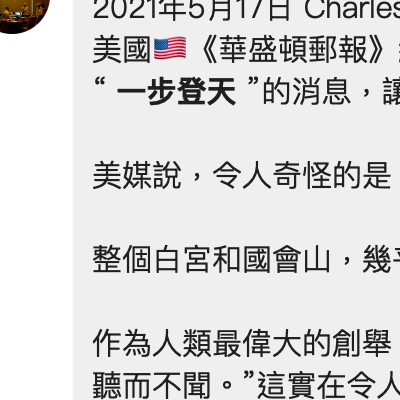 2021年5月17日 Charles
美國🇺🇸《華盛頓郵報》
“ 一步登天 ”的消息，讓
美媒說，令人奇怪的是
整個白宮和國會山，幾乎
作為人類最偉大的創舉
聽而不聞。”這實在令人